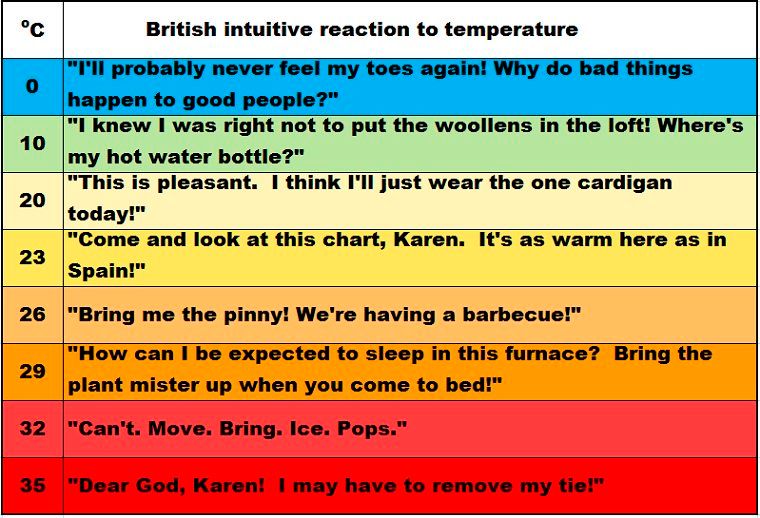 °C British intuitive reaction to temperature
0 "I'll probably never feel my toes again! Why do bad things
happen to good people?"
10 "I knew I was right not to put the woollens in the loft! Where's
my hot water bottle?"
20 "This is pleasant.  I think I'll just wear the one cardigan
today!"
23 "Come and look at this chart, Karen.  It's as warm here as in
Spain!"
26 "Bring me the pinny! We're having a barbecue!"
29 "How can I be expected to sleep in this furnace?  Bring the
plant mister up when you come to bed!"
32 "Can't. Move. Bring. Ice. Pops."
35 "Dear God, Karen!  I may have to remove my tie!"